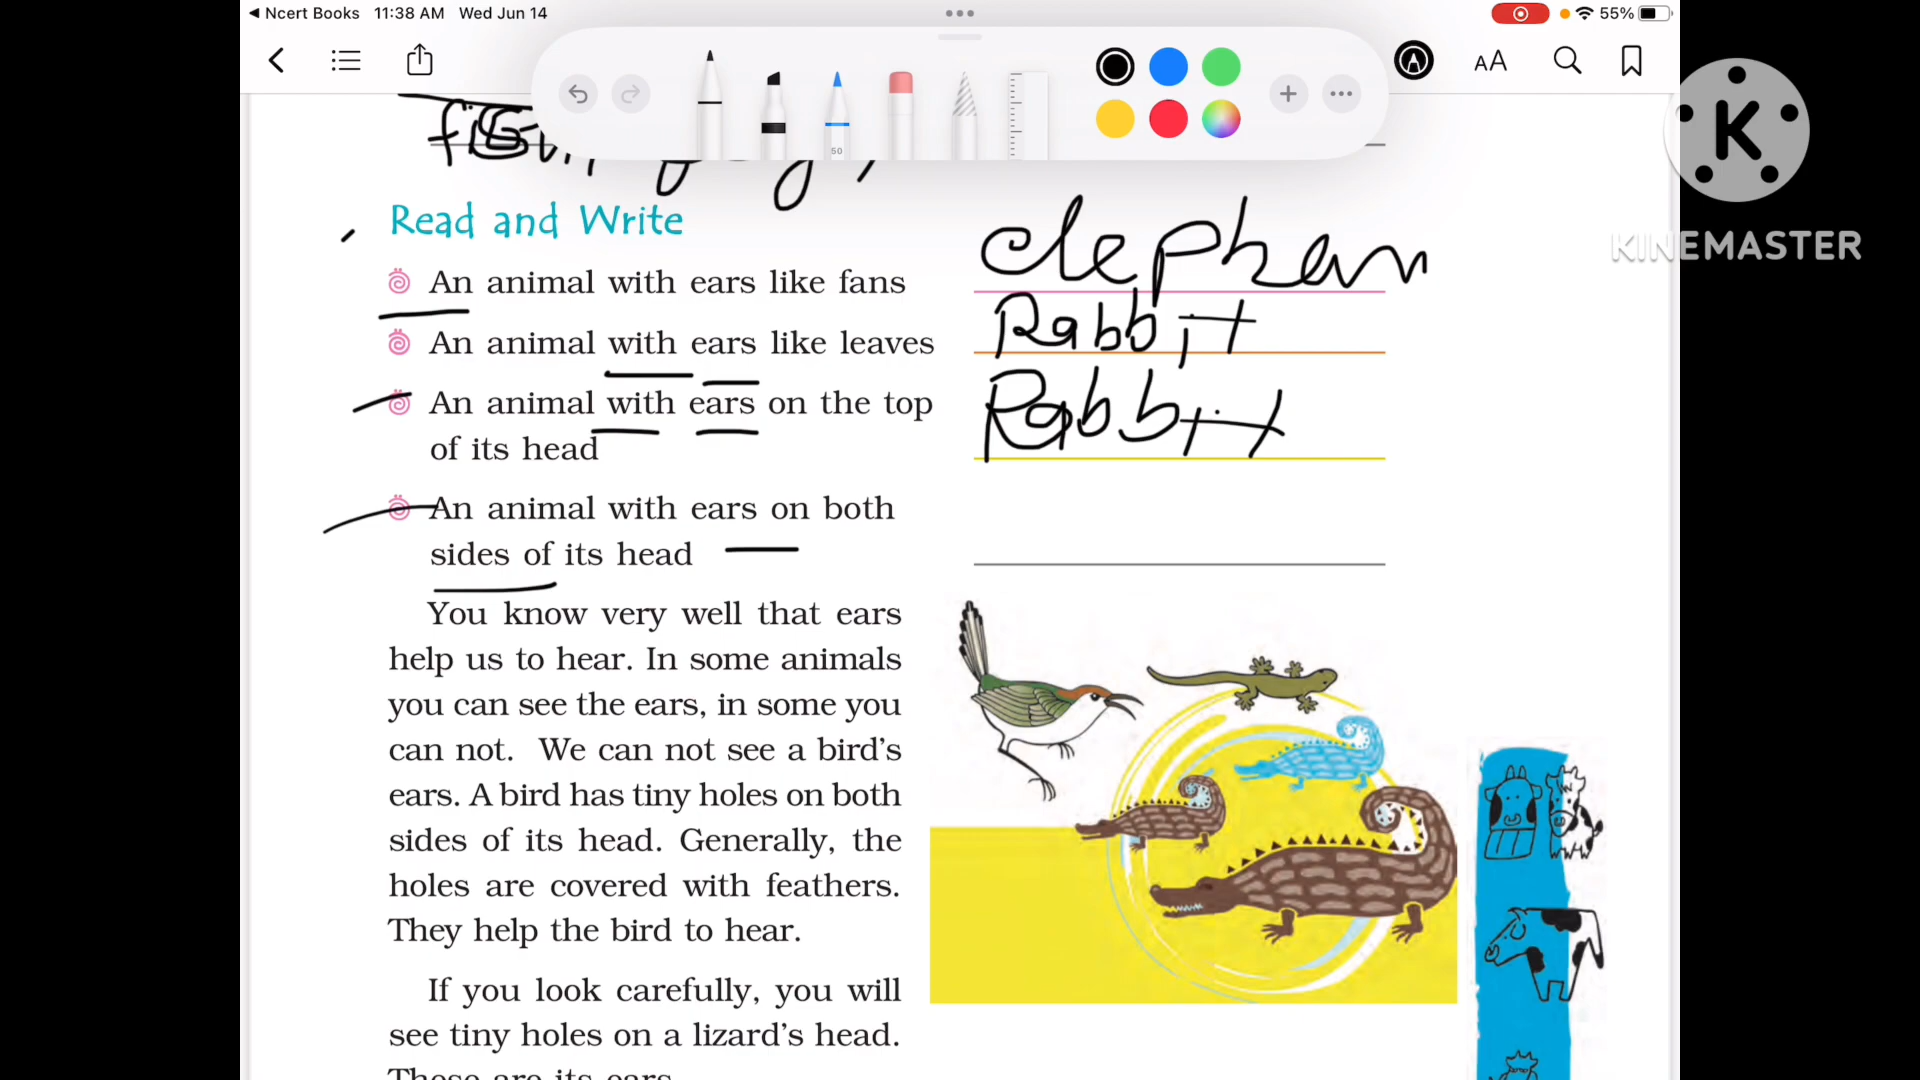 Ncert Books 11:38 AM Wed Jun 14
55%
AA
50
K
KINEMASTER
Read and Write
An animal with ears like fans
elephan
An animal with ears like leaves
Rabbit
An animal with ears on the top
of its head
Rabbit
An animal with ears on both
sides of its head
You know very well that ears
help us to hear. In some animals
you can see the ears, in some you
can not. We can not see a bird's
ears. A bird has tiny holes on both
sides of its head. Generally, the
holes are covered with feathers.
They help the bird to hear.
If you look carefully, you will
see tiny holes on a lizard's head.
These are its ears.